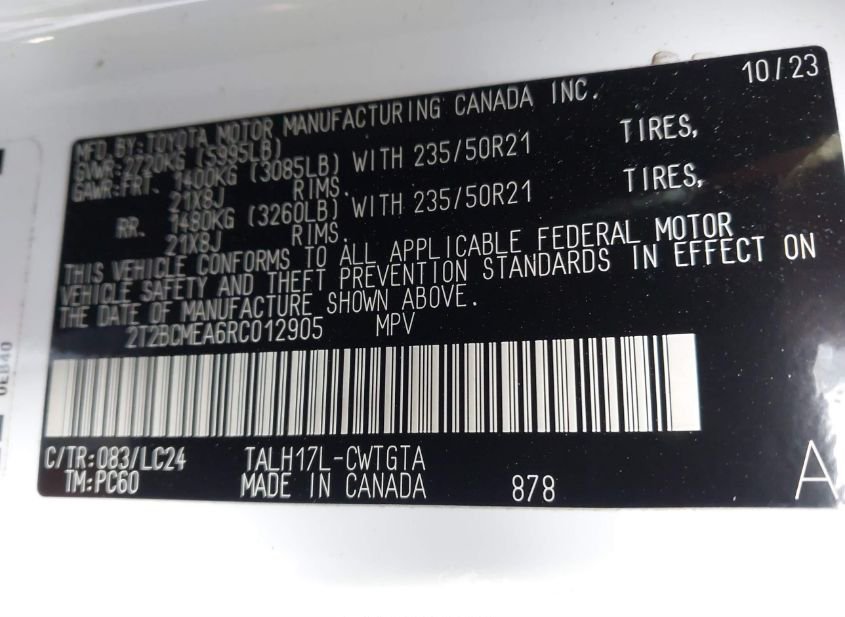 MFD.BY:TOYOTA MOTOR MANUFACTURING CANADA INC. 10/23
GVWR:2720KG (5995LB)
GAWR:FRT. 1400KG (3085LB) WITH 235/50R21 TIRES,
21X8J RIMS.
RR. 1480KG (3260LB) WITH 235/50R21 TIRES,
21X8J RIMS.
THIS VEHICLE CONFORMS TO ALL APPLICABLE FEDERAL MOTOR
VEHICLE SAFETY AND THEFT PREVENTION STANDARDS IN EFFECT ON
THE DATE OF MANUFACTURE SHOWN ABOVE.
2T2BCMEA6RC012905 MPV
C/TR:083/LC24 TALH17L-CWTGTA
TM:PC60 MADE IN CANADA 878 A
0EB40